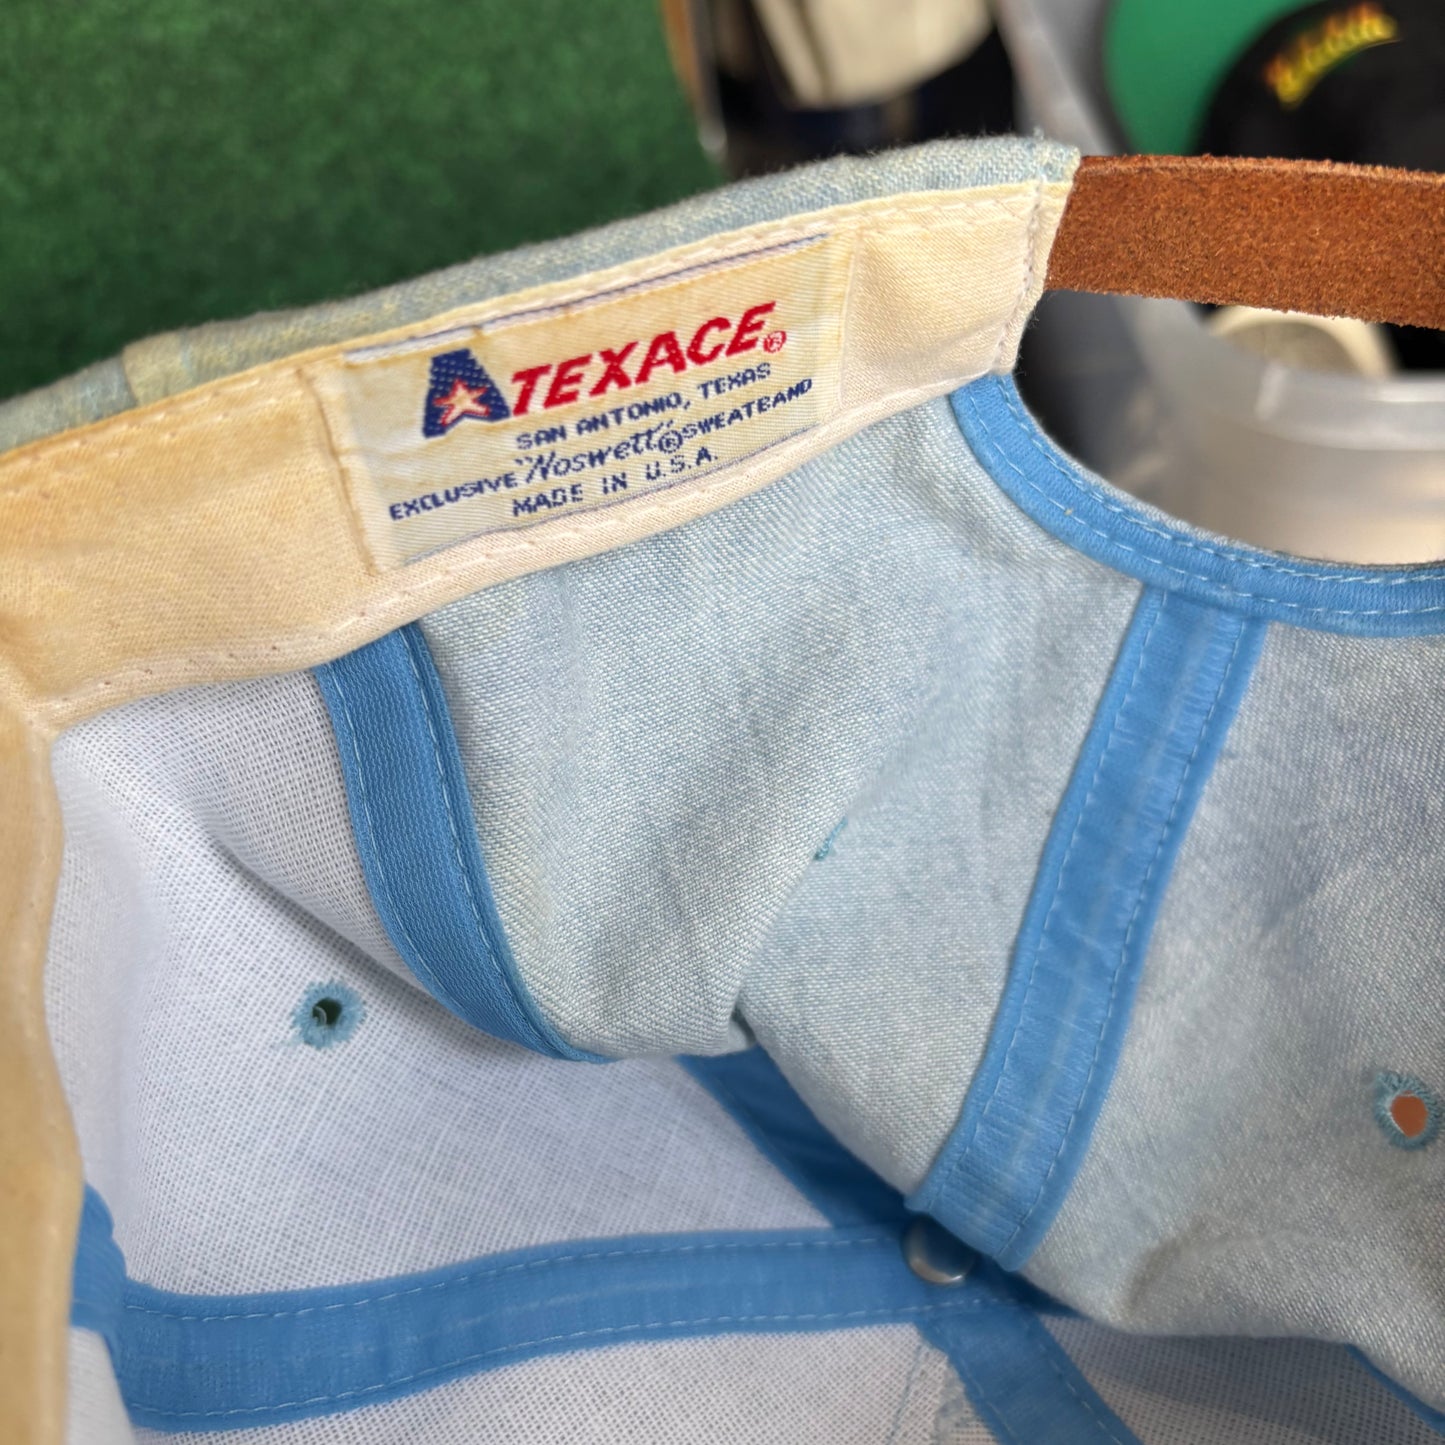 A TEXACE®
SAN ANTONIO, TEXAS
EXCLUSIVE "Noswett"® SWEATBAND
MADE IN U.S.A.